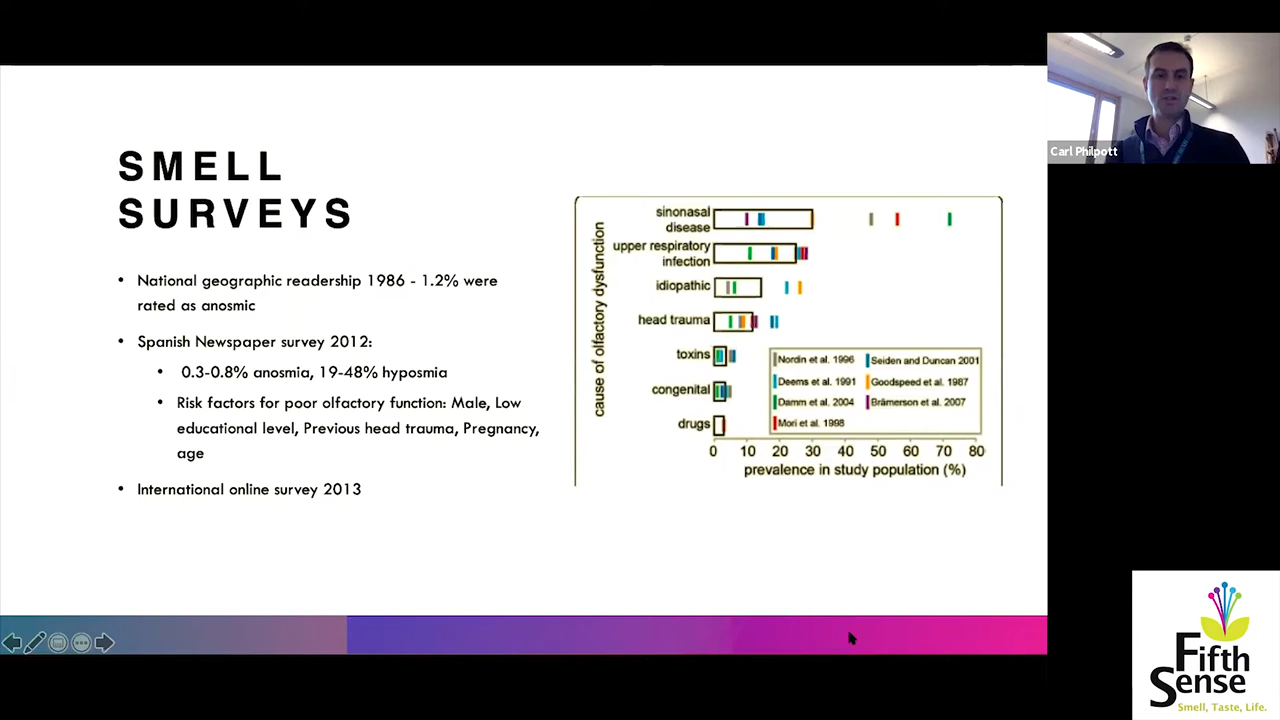 SMELL
SURVEYS
• National geographic readership 1986 - 1.2% were
rated as anosmic
• Spanish Newspaper survey 2012:
• 0.3-0.8% anosmia, 19-48% hyposmia
• Risk factors for poor olfactory function: Male, Low
educational level, Previous head trauma, Pregnancy,
age
• International online survey 2013
cause of olfactory dysfunction
sinonasal
disease
upper respiratory
infection
idiopathic
head trauma
toxins
congenital
drugs
Nordin et al. 1996
Seiden and Duncan 2001
Deems et al. 1991
Goodspeed et al. 1987
Damm et al. 2004
Brämerson et al. 2007
Mori et al. 1998
0 10 20 30 40 50 60 70 80
prevalence in study population (%)
Carl Philpott
Fifth
Sense
Smell, Taste, Life.